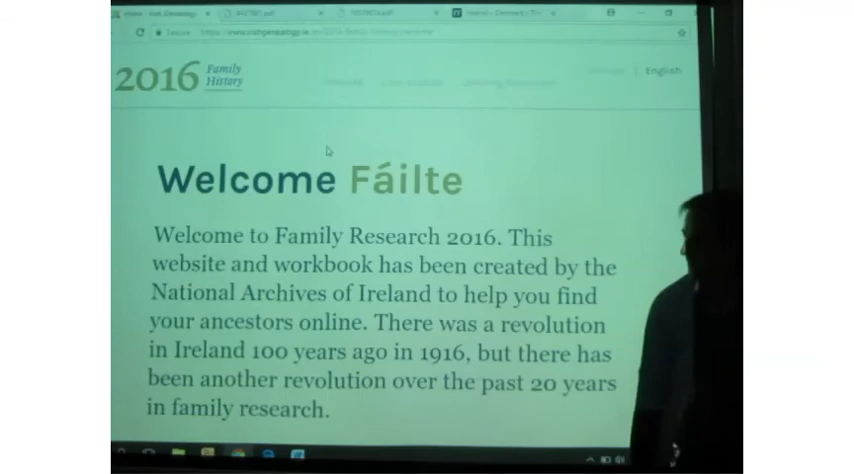 2016 Family
History
English
Welcome Fáilte
Welcome to Family Research 2016. This
website and workbook has been created by the
National Archives of Ireland to help you find
your ancestors online. There was a revolution
in Ireland 100 years ago in 1916, but there has
been another revolution over the past 20 years
in family research.